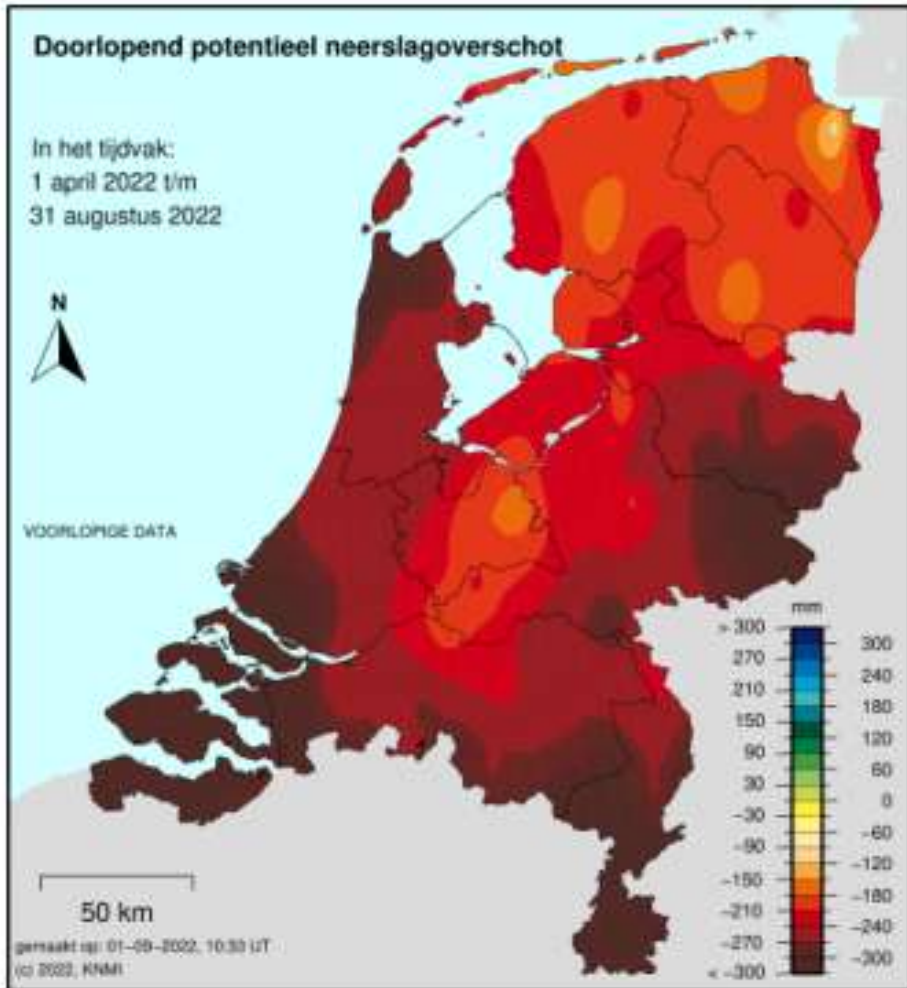 Doorlopend potentieel neerslagoverschot
In het tijdvak:
1 april 2022 t/m
31 augustus 2022
N
VOORLOPIGE DATA
mm
> 300
300
270
240
210
180
150
120
90
60
30
0
-30
-60
-90
-120
-150
-180
-210
-240
-270
-300
< -300
50 km
gemaakt op: 01-09-2022, 10:33 UT
(c) 2022, KNMI